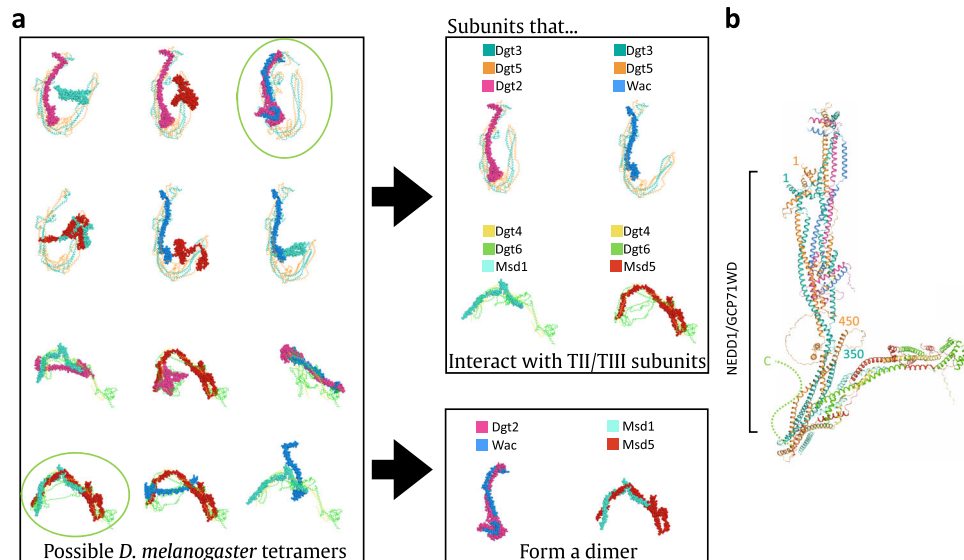 a
Possible D. melanogaster tetramers
Subunits that...
Dgt3 Dgt3
Dgt5 Dgt5
Dgt2 Wac
Dgt4 Dgt4
Dgt6 Dgt6
Msd1 Msd5
Interact with TII/TIII subunits
Dgt2 Msd1
Wac Msd5
Form a dimer
b
NEDD1/GCP71WD
1
1
450
350
C